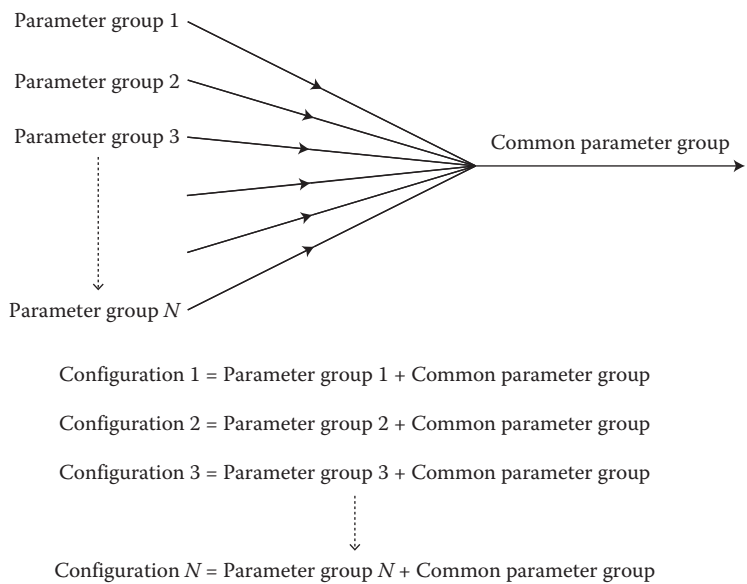 Parameter group 1
Parameter group 2
Parameter group 3
Common parameter group
Parameter group N
Configuration 1 = Parameter group 1 + Common parameter group
Configuration 2 = Parameter group 2 + Common parameter group
Configuration 3 = Parameter group 3 + Common parameter group
Configuration N = Parameter group N + Common parameter group